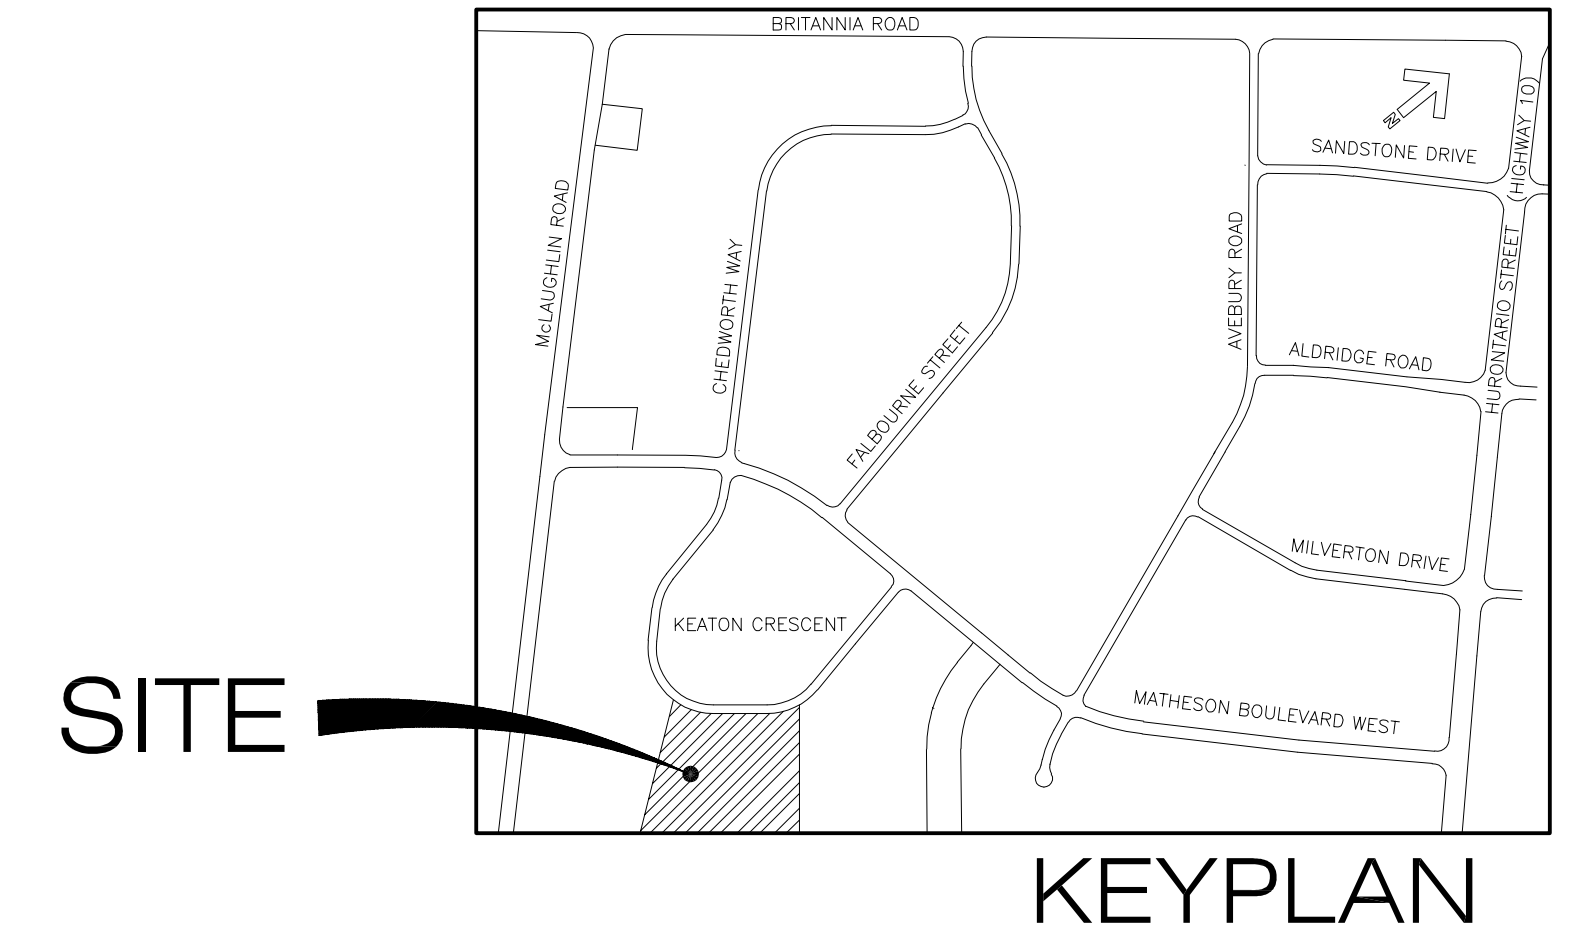 BRITANNIA ROAD
N
SANDSTONE DRIVE
(HIGHWAY 10)
McLAUGHLIN ROAD
CHEDWORTH WAY
AVEBURY ROAD
HURONTARIO STREET
FALBOURNE STREET
ALDRIDGE ROAD
MILVERTON DRIVE
KEATON CRESCENT
MATHESON BOULEVARD WEST
SITE
KEYPLAN